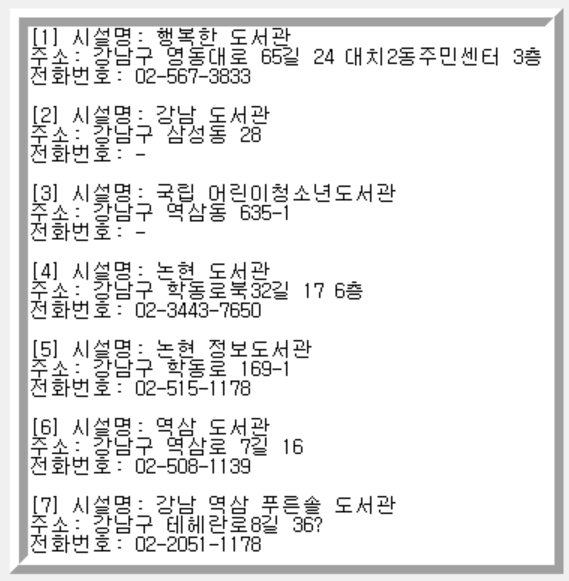 [1] 시설명: 행복한 도서관
주소: 강남구 영동대로 65길 24 대치2동주민센터 3층
전화번호: 02-567-3833
[2] 시설명: 강남 도서관
주소: 강남구 삼성동 28
전화번호: -
[3] 시설명: 국립 어린이청소년도서관
주소: 강남구 역삼동 635-1
전화번호: -
[4] 시설명: 논현 도서관
주소: 강남구 학동로북32길 17 6층
전화번호: 02-3443-7650
[5] 시설명: 논현 정보도서관
주소: 강남구 학동로 169-1
전화번호: 02-515-1178
[6] 시설명: 역삼 도서관
주소: 강남구 역삼로 7길 16
전화번호: 02-508-1139
[7] 시설명: 강남 역삼 푸른솔 도서관
주소: 강남구 테헤란로8길 36?
전화번호: 02-2051-1178